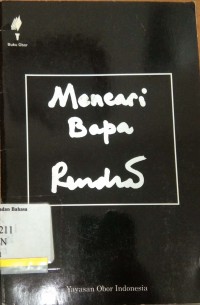 Buku Obor
Mencari
Bapa
Rendra
211
Yayasan Obor Indonesia